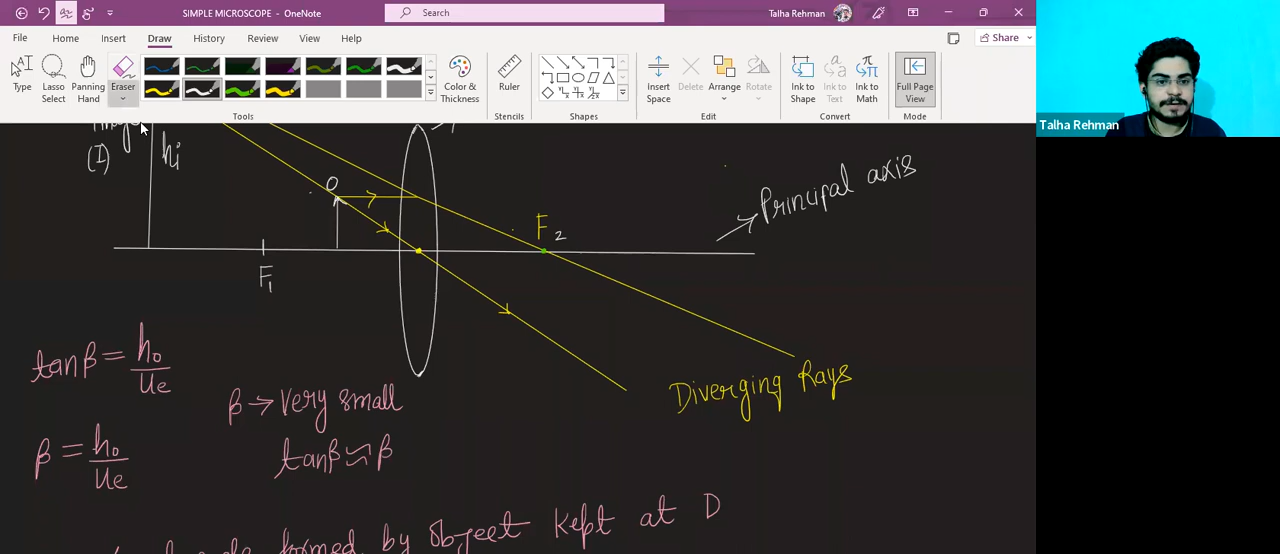 SIMPLE MICROSCOPE - OneNote
Search
Talha Rehman
File Home Insert Draw History Review View Help
Share
Type
Lasso Select
Panning Hand
Eraser
Color & Thickness
Ruler
Insert Space
Delete
Arrange
Rotate
Ink to Shape
Ink to Text
Ink to Math
Full Page View
Tools
Stencils
Shapes
Edit
Convert
Mode
Talha Rehman
(I)
hi
O
Principal axis
F2
F1
tanβ = ho/ue
Diverging Rays
β → Very small
β = ho/ue
tanβ ≃ β
formed by object kept at D